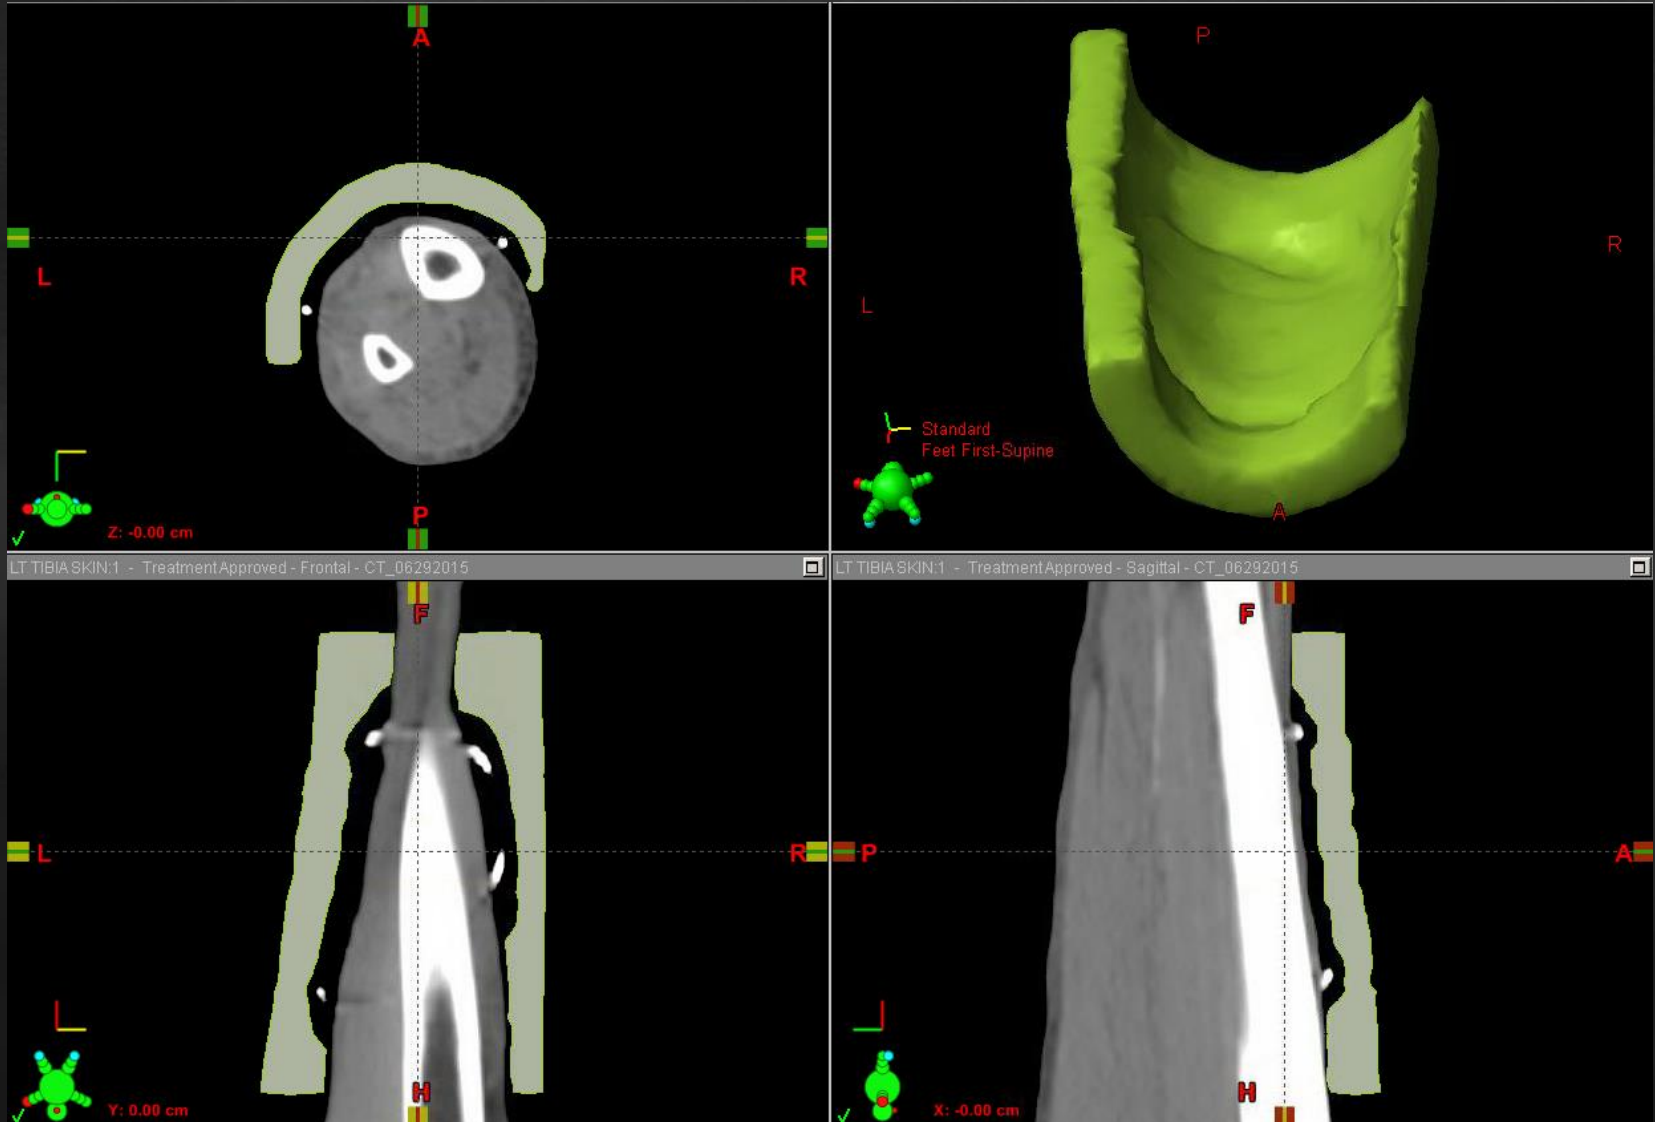 A
L
R
P
Z: -0.00 cm
P
R
L
Standard
Feet First-Supine
A
LT TIBIA SKIN:1 - TreatmentApproved - Frontal - CT_06292015
F
L
R
H
Y: 0.00 cm
LT TIBIA SKIN:1 - TreatmentApproved - Sagittal - CT_06292015
F
P
A
H
X: -0.00 cm